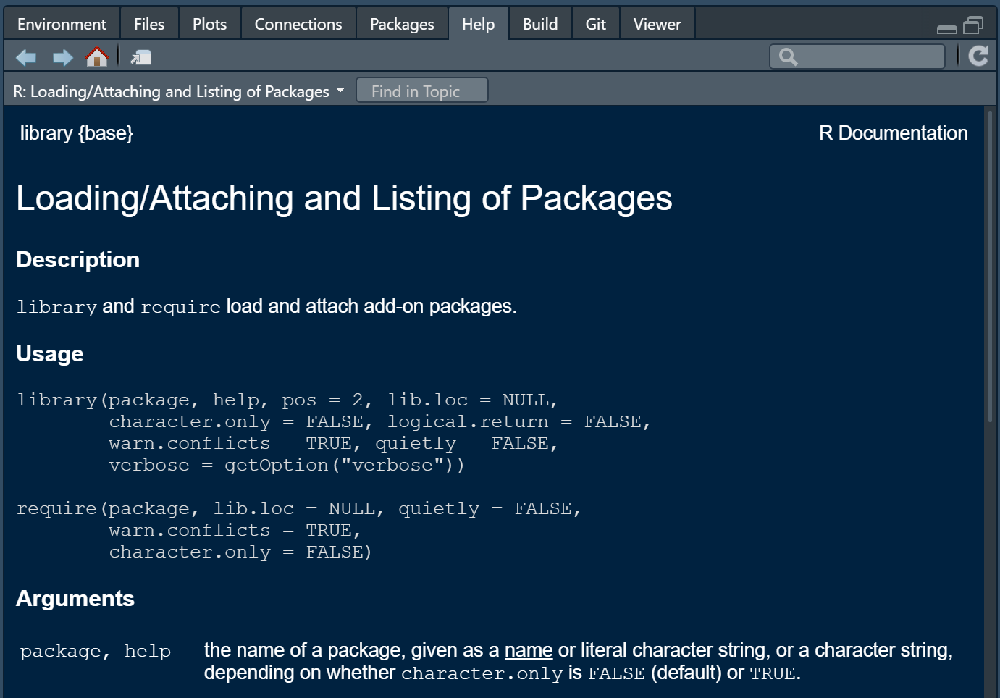 Environment Files Plots Connections Packages Help Build Git Viewer
R: Loading/Attaching and Listing of Packages Find in Topic
library {base} R Documentation
Loading/Attaching and Listing of Packages
Description
library and require load and attach add-on packages.
Usage
library(package, help, pos = 2, lib.loc = NULL,
        character.only = FALSE, logical.return = FALSE,
        warn.conflicts = TRUE, quietly = FALSE,
        verbose = getOption("verbose"))
require(package, lib.loc = NULL, quietly = FALSE,
        warn.conflicts = TRUE,
        character.only = FALSE)
Arguments
package, help the name of a package, given as a name or literal character string, or a character string,
depending on whether character.only is FALSE (default) or TRUE.